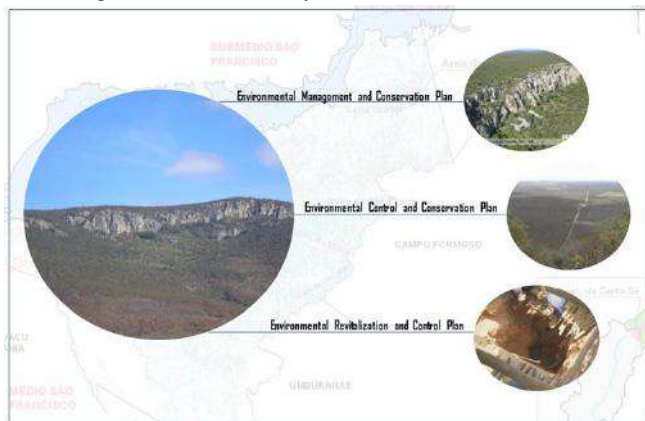 SUBMEDIO SÃO
FRANCISCO
Environmental Management and Conservation Plan
Environmental Control and Conservation Plan
CAMPO FORMOSO
Environmental Revitalization and Control Plan
MEDIO SÃO
FRANCISCO
UMBURANAS